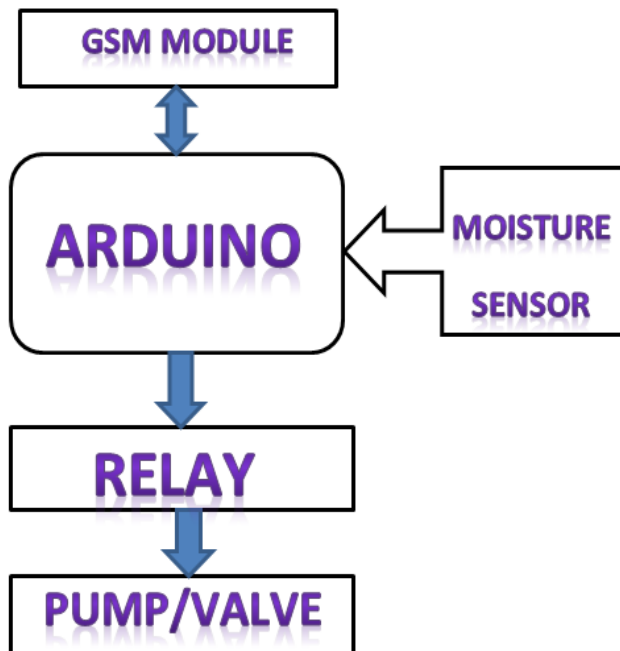 GSM MODULE
ARDUINO
MOISTURE
SENSOR
RELAY
PUMP/VALVE